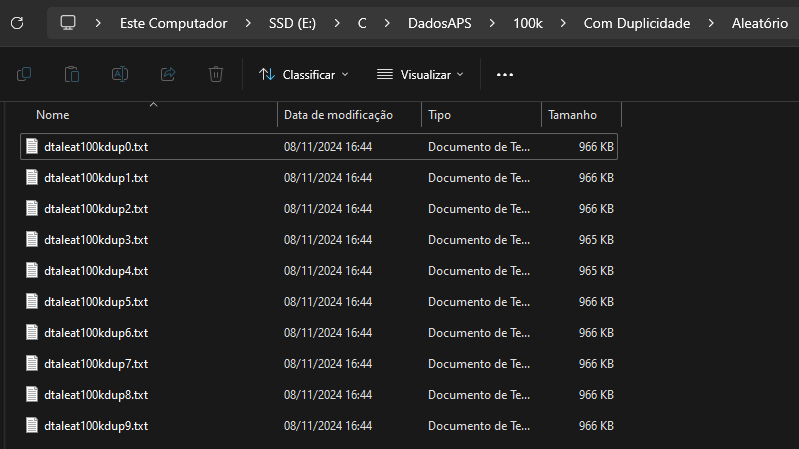 Este Computador > SSD (E:) > C > DadosAPS > 100k > Com Duplicidade > Aleatório
Classificar Visualizar ...
Nome Data de modificação Tipo Tamanho
dtaleat100kdup0.txt 08/11/2024 16:44 Documento de Te... 966 KB
dtaleat100kdup1.txt 08/11/2024 16:44 Documento de Te... 966 KB
dtaleat100kdup2.txt 08/11/2024 16:44 Documento de Te... 966 KB
dtaleat100kdup3.txt 08/11/2024 16:44 Documento de Te... 965 KB
dtaleat100kdup4.txt 08/11/2024 16:44 Documento de Te... 965 KB
dtaleat100kdup5.txt 08/11/2024 16:44 Documento de Te... 966 KB
dtaleat100kdup6.txt 08/11/2024 16:44 Documento de Te... 966 KB
dtaleat100kdup7.txt 08/11/2024 16:44 Documento de Te... 966 KB
dtaleat100kdup8.txt 08/11/2024 16:44 Documento de Te... 966 KB
dtaleat100kdup9.txt 08/11/2024 16:44 Documento de Te... 966 KB